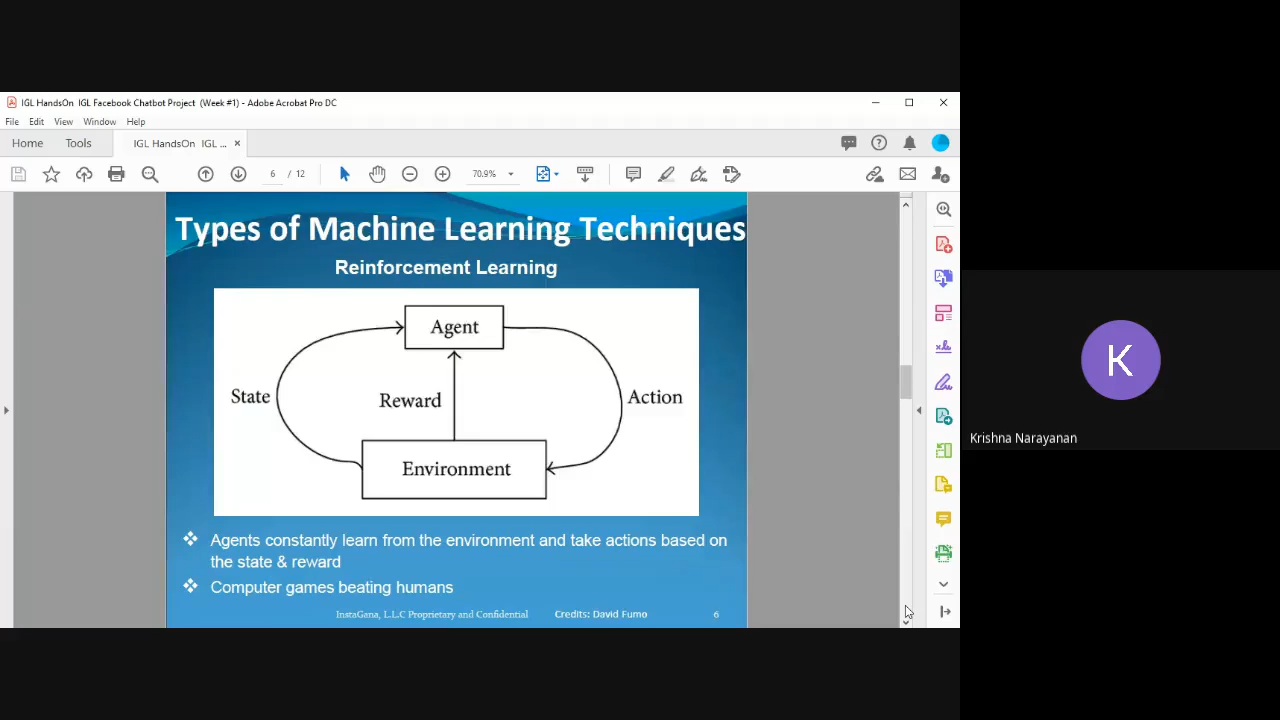 IGL HandsOn IGL Facebook Chatbot Project (Week #1) - Adobe Acrobat Pro DC
File Edit View Window Help
Home Tools IGL HandsOn IGL ... ×
6 / 12 70.9%
Types of Machine Learning Techniques
Reinforcement Learning
Agent
State Reward Action
Environment
❖ Agents constantly learn from the environment and take actions based on
the state & reward
❖ Computer games beating humans
InstaGana, L.L.C Proprietary and Confidential Credits: David Fumo 6
K
Krishna Narayanan